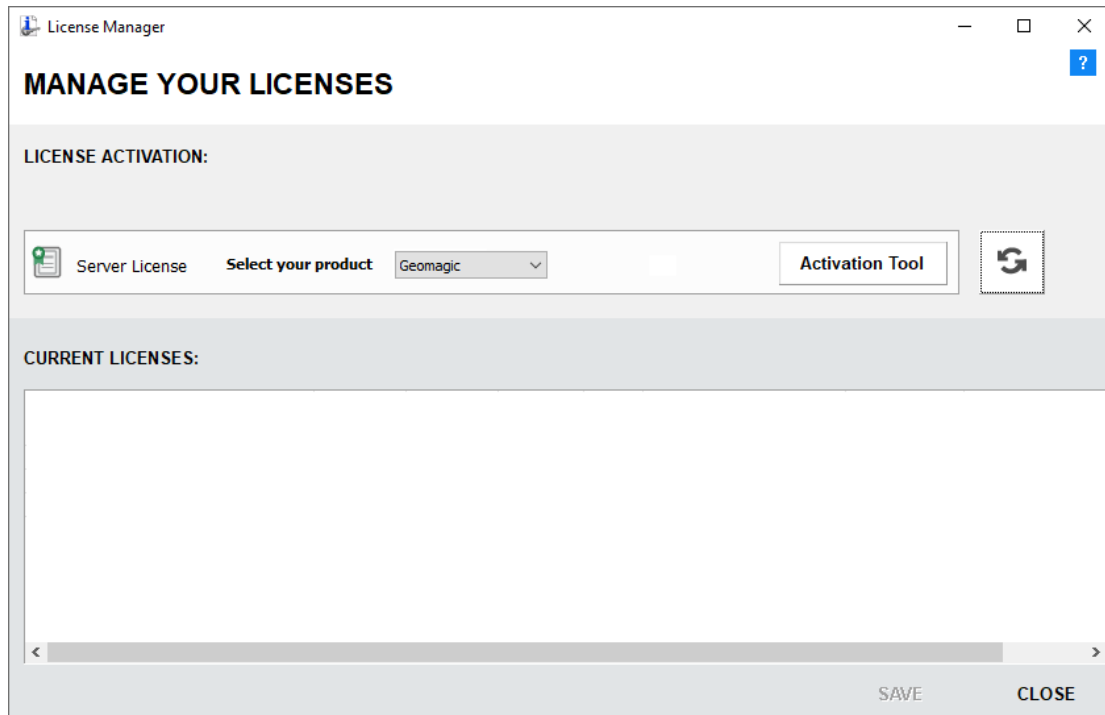 License Manager
?
MANAGE YOUR LICENSES
LICENSE ACTIVATION:
Server License Select your product Geomagic Activation Tool
CURRENT LICENSES:
SAVE CLOSE